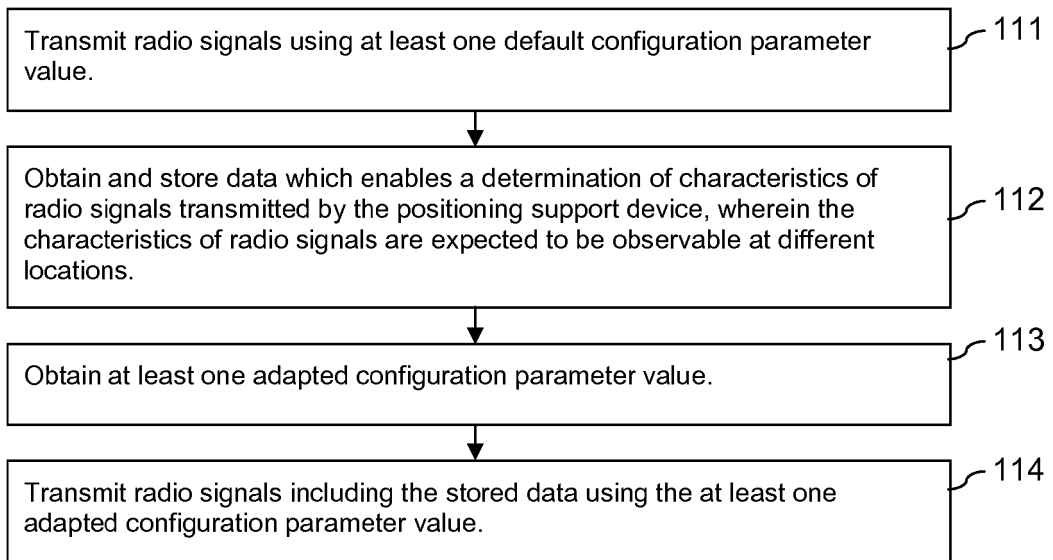 Transmit radio signals using at least one default configuration parameter
value.
111
Obtain and store data which enables a determination of characteristics of
radio signals transmitted by the positioning support device, wherein the
characteristics of radio signals are expected to be observable at different
locations.
112
Obtain at least one adapted configuration parameter value.
113
Transmit radio signals including the stored data using the at least one
adapted configuration parameter value.
114